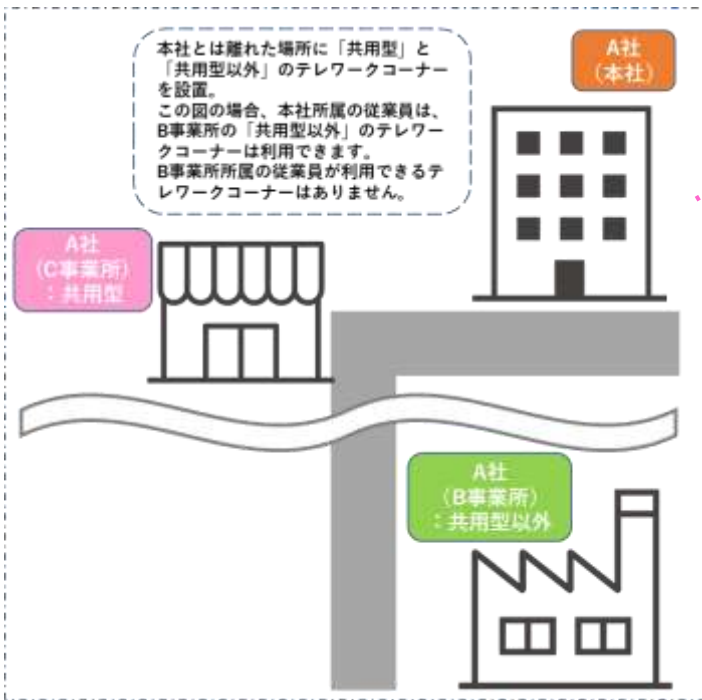 本社とは離れた場所に「共用型」と
「共用型以外」のテレワークコーナー
を設置。
この図の場合、本社所属の従業員は、
B事業所の「共用型以外」のテレワー
クコーナーは利用できます。
B事業所所属の従業員が利用できるテ
レワークコーナーはありません。
A社
（本社）
A社
（C事業所）
：共用型
A社
（B事業所）
：共用型以外